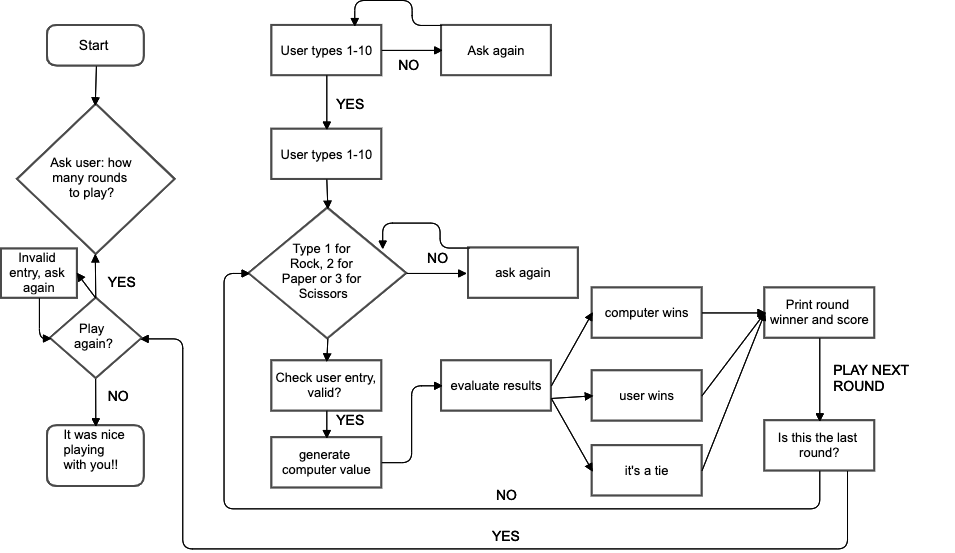 Start
Ask user: how
many rounds
to play?
Invalid
entry, ask
again
YES
Play
again?
NO
It was nice
playing
with you!!
User types 1-10
NO
Ask again
YES
User types 1-10
Type 1 for
Rock, 2 for
Paper or 3 for
Scissors
NO
ask again
Check user entry,
valid?
YES
generate
computer value
evaluate results
computer wins
user wins
it's a tie
Print round
winner and score
PLAY NEXT
ROUND
Is this the last
round?
NO
YES